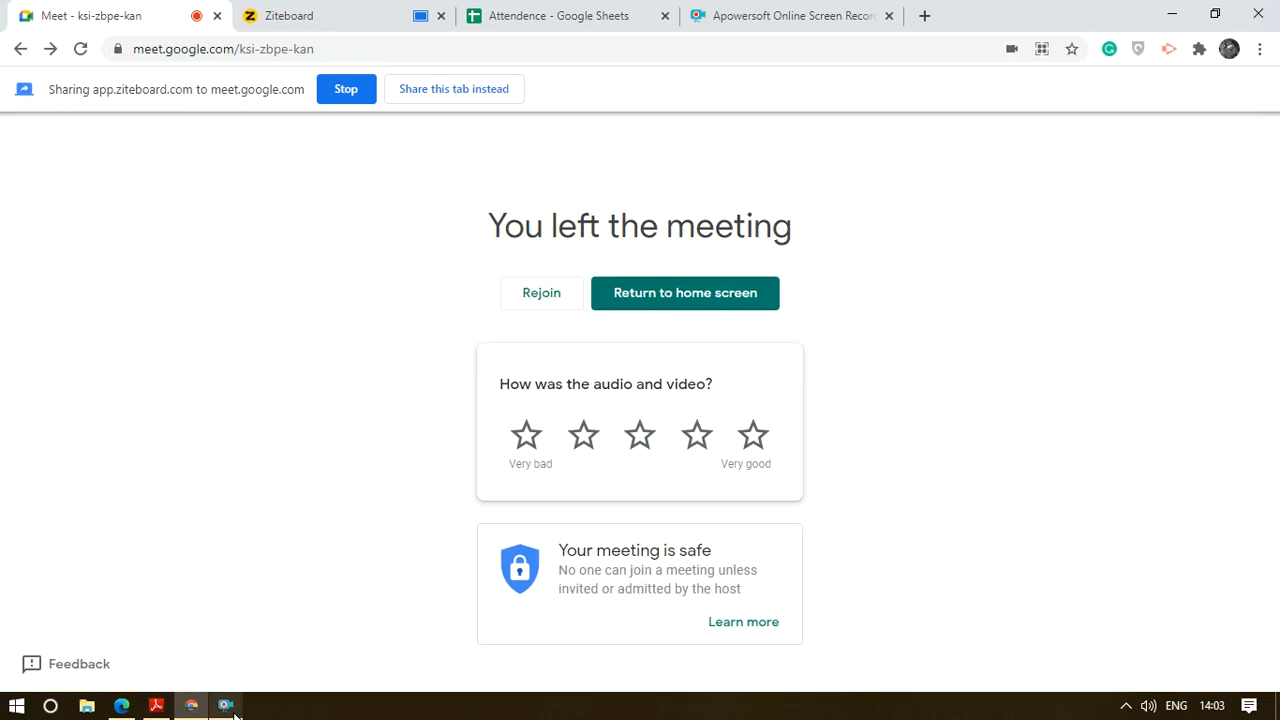 Meet - ksi-zbpe-kan
Ziteboard
Attendence - Google Sheets
Apowersoft Online Screen Recor
meet.google.com/ksi-zbpe-kan
Sharing app.ziteboard.com to meet.google.com
Stop
Share this tab instead
You left the meeting
Rejoin
Return to home screen
How was the audio and video?
Very bad
Very good
Your meeting is safe
No one can join a meeting unless
invited or admitted by the host
Learn more
Feedback
ENG
14:03